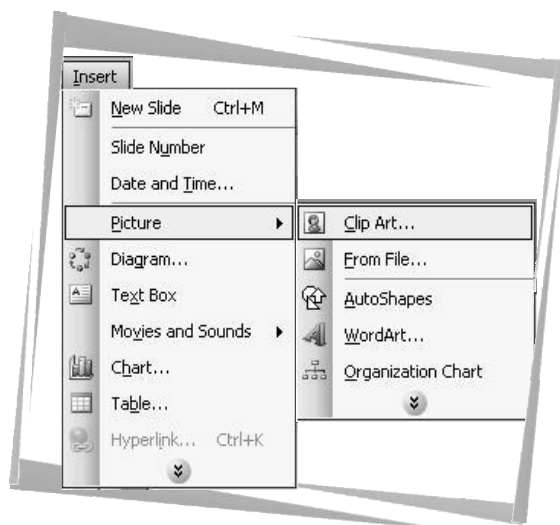 Insert
New Slide Ctrl+M
Slide Number
Date and Time...
Picture
Diagram...
Text Box
Movies and Sounds
Chart...
Table...
Hyperlink... Ctrl+K
Clip Art...
From File...
AutoShapes
WordArt...
Organization Chart